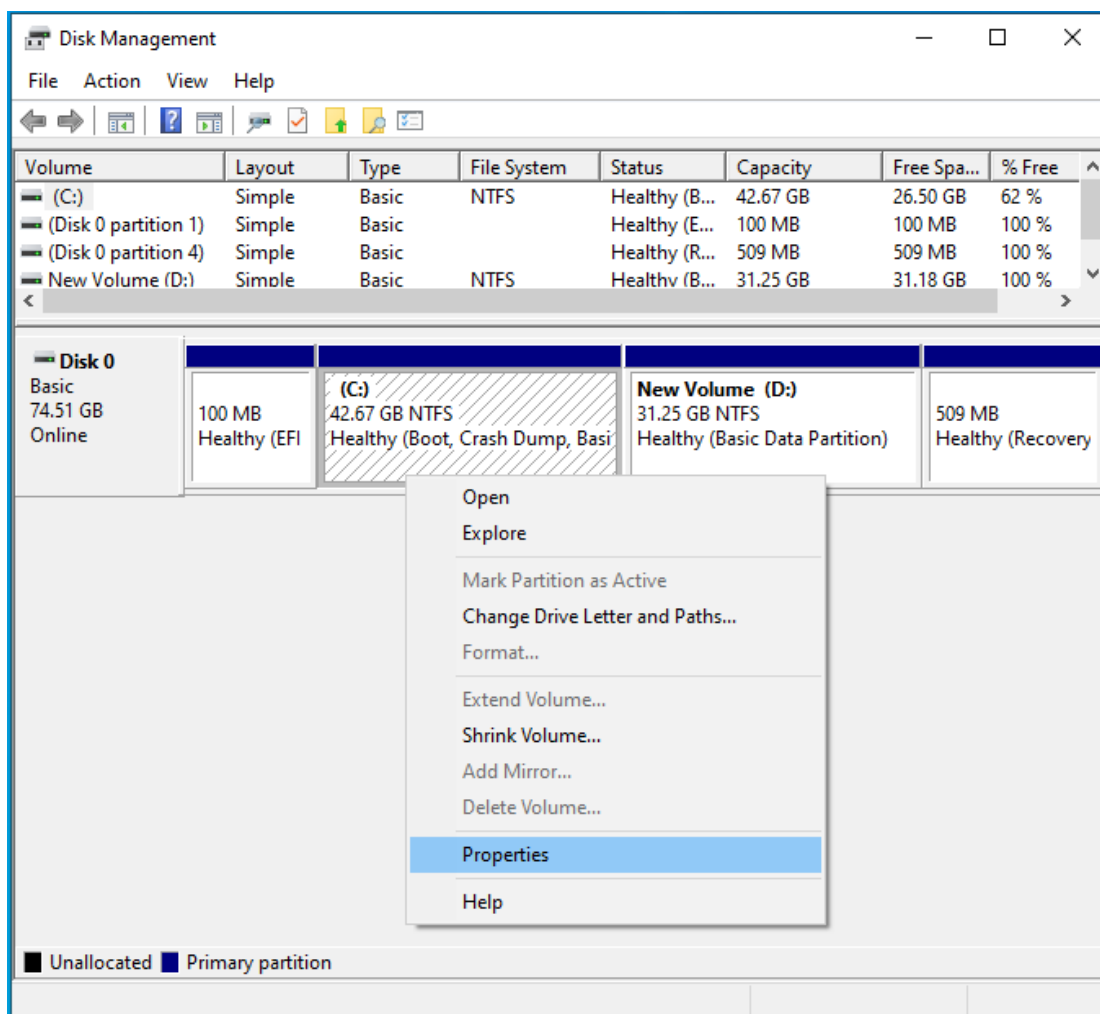 Disk Management
File Action View Help
Volume Layout Type File System Status Capacity Free Spa... % Free
(C:) Simple Basic NTFS Healthy (B... 42.67 GB 26.50 GB 62 %
(Disk 0 partition 1) Simple Basic Healthy (E... 100 MB 100 MB 100 %
(Disk 0 partition 4) Simple Basic Healthy (R... 509 MB 509 MB 100 %
New Volume (D:) Simple Basic NTFS Healthy (B... 31.25 GB 31.18 GB 100 %
Disk 0
Basic
74.51 GB
Online
100 MB
Healthy (EFI
(C:)
42.67 GB NTFS
Healthy (Boot, Crash Dump, Basi
New Volume (D:)
31.25 GB NTFS
Healthy (Basic Data Partition)
509 MB
Healthy (Recovery
Open
Explore
Mark Partition as Active
Change Drive Letter and Paths...
Format...
Extend Volume...
Shrink Volume...
Add Mirror...
Delete Volume...
Properties
Help
Unallocated Primary partition